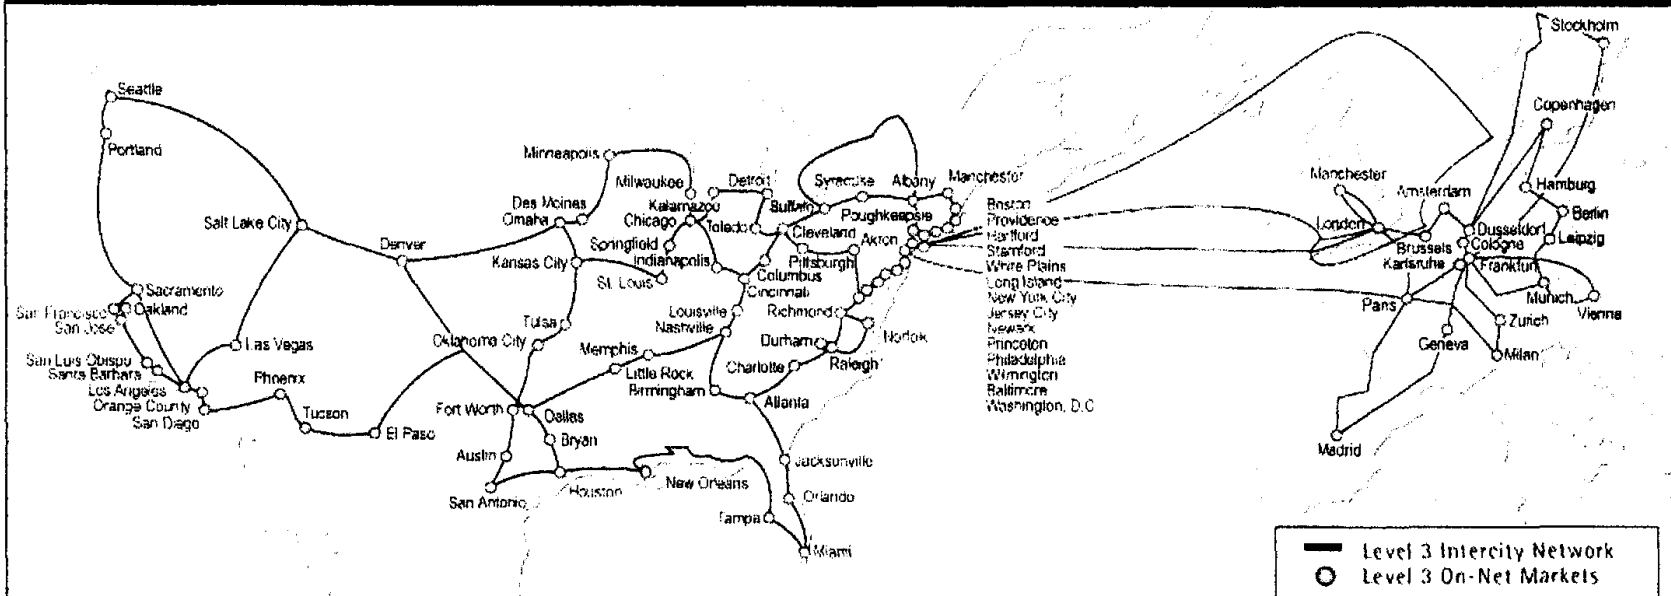 Seattle
Portland
Salt Lake City
Denver
Sacramento
San Francisco
Oakland
San Jose
San Luis Obispo
Santa Barbara
Los Angeles
Orange County
San Diego
Las Vegas
Phoenix
Tucson
El Paso
Minneapolis
Des Moines
Omaha
Kansas City
Tulsa
Oklahoma City
Fort Worth
Dallas
Bryan
Austin
San Antonio
Houston
New Orleans
Milwaukee
Kalamazoo
Chicago
Springfield
Indianapolis
St. Louis
Detroit
Toledo
Buffalo
Cleveland
Akron
Pittsburgh
Columbus
Cincinnati
Louisville
Nashville
Memphis
Little Rock
Birmingham
Atlanta
Charlotte
Durham
Raleigh
Richmond
Norfolk
Jacksonville
Orlando
Tampa
Miami
Syracuse
Albany
Poughkeepsie
Manchester
Boston
Providence
Hartford
Stamford
White Plains
Long Island
New York City
Jersey City
Newark
Princeton
Philadelphia
Wilmington
Baltimore
Washington, D.C
Stockholm
Copenhagen
Manchester
Amsterdam
Hamburg
Berlin
London
Dusseldorf
Leipzig
Brussels
Cologne
Karlsruhe
Frankfurt
Munich
Vienna
Paris
Zurich
Geneva
Milan
Madrid
Level 3 Intercity Network
Level 3 On-Net Markets